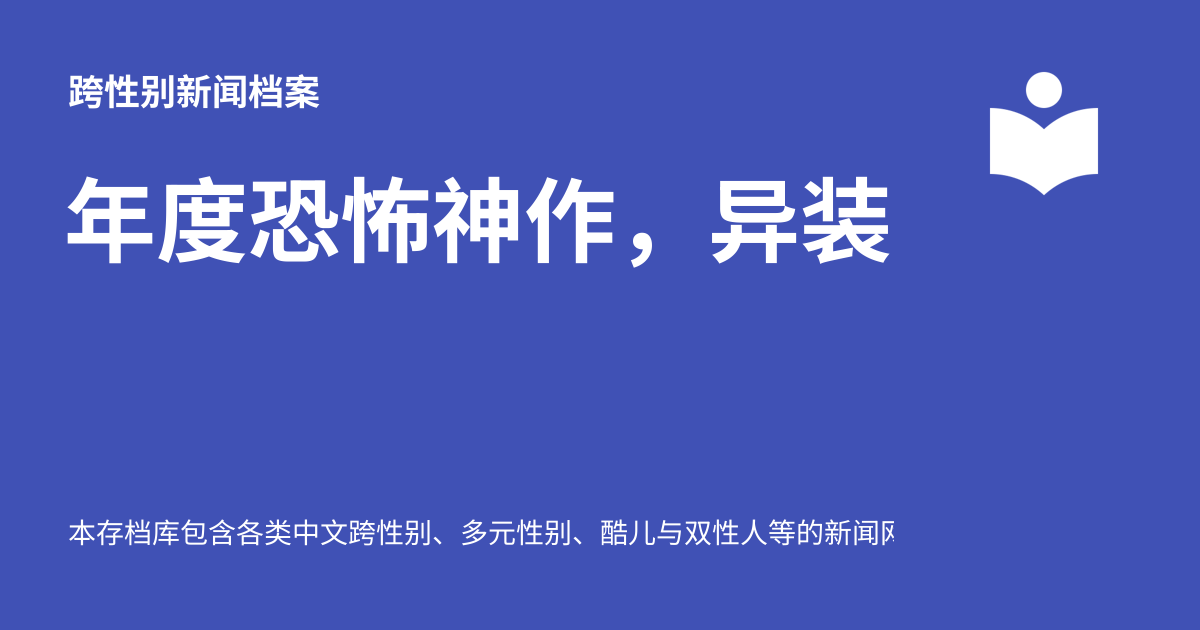 跨性别新闻档案
年度恐怖神作，异装
本存档库包含各类中文跨性别、多元性别、酷儿与双性人等的新闻